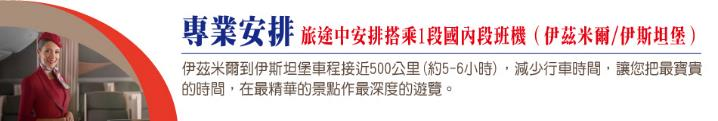 專業安排 旅途中安排搭乘1段國內段班機（伊茲米爾/伊斯坦堡）
伊茲米爾到伊斯坦堡車程接近500公里(約5-6小時)，減少行車時間，讓您把最寶貴
的時間，在最精華的景點作最深度的遊覽。